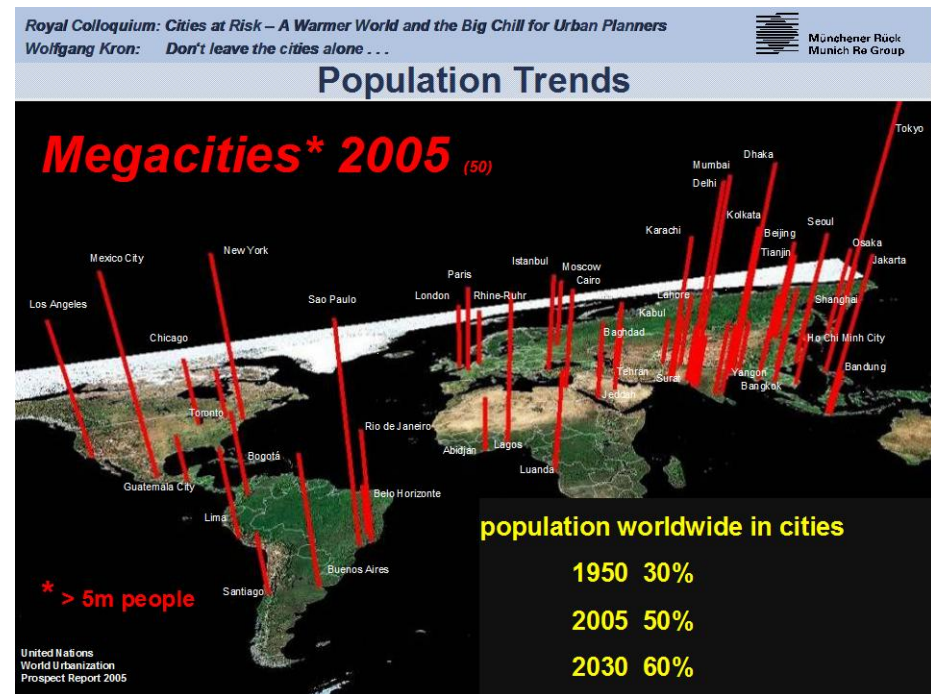 Royal Colloquium: Cities at Risk – A Warmer World and the Big Chill for Urban Planners
Wolfgang Kron: Don't leave the cities alone . . .
Münchener Rück
Munich Re Group
Population Trends
Megacities* 2005 (50)
Tokyo
Dhaka
Mumbai
Delhi
Kolkata
Seoul
Karachi
Beijing
Tianjin
Osaka
Jakarta
New York
Mexico City
Istanbul
Moscow
Cairo
Paris
London
Rhine-Ruhr
Sao Paulo
Los Angeles
Lahore
Shanghai
Kabul
Chicago
Baghdad
Ho Chi Minh City
Tehran
Surat
Yangon
Bangkok
Bandung
Jeddah
Toronto
Rio de Janeiro
Abidjan
Lagos
Bogotá
Luanda
Guatemala City
Belo Horizonte
Lima
Buenos Aires
Santiago
population worldwide in cities
1950 30%
2005 50%
2030 60%
* > 5m people
United Nations
World Urbanization
Prospect Report 2005